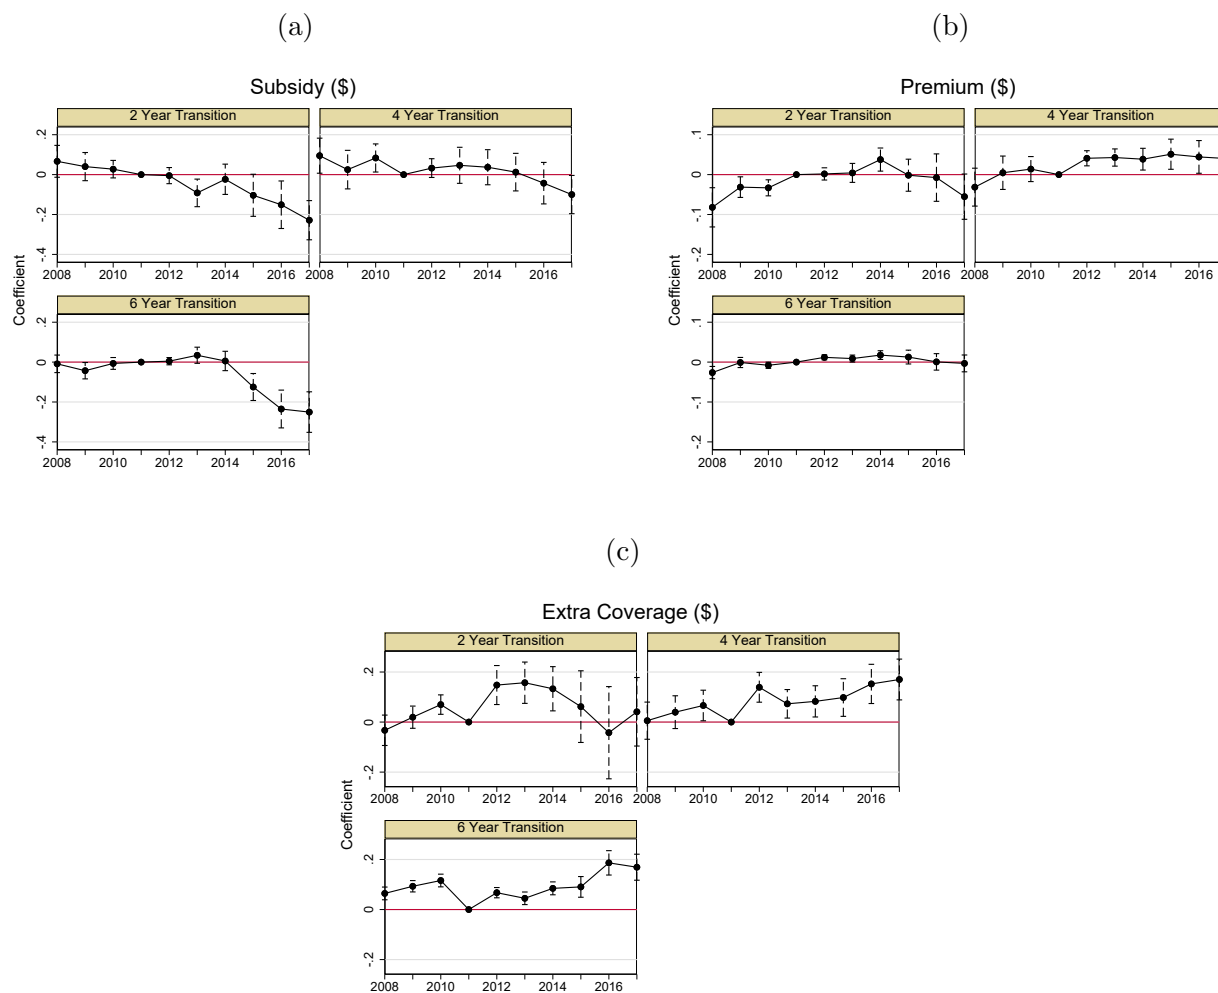 (a)
Subsidy ($)
2 Year Transition
4 Year Transition
.2
0
-.2
-.4
2008 2010 2012 2014 2016
2008 2010 2012 2014 2016
6 Year Transition
.2
0
-.2
-.4
2008 2010 2012 2014 2016
Coefficient
(b)
Premium ($)
2 Year Transition
4 Year Transition
.1
0
-.1
-.2
2008 2010 2012 2014 2016
2008 2010 2012 2014 2016
6 Year Transition
.1
0
-.1
-.2
2008 2010 2012 2014 2016
Coefficient
(c)
Extra Coverage ($)
2 Year Transition
4 Year Transition
.2
0
-.2
2008 2010 2012 2014 2016
2008 2010 2012 2014 2016
6 Year Transition
.2
0
-.2
2008 2010 2012 2014 2016
Coefficient